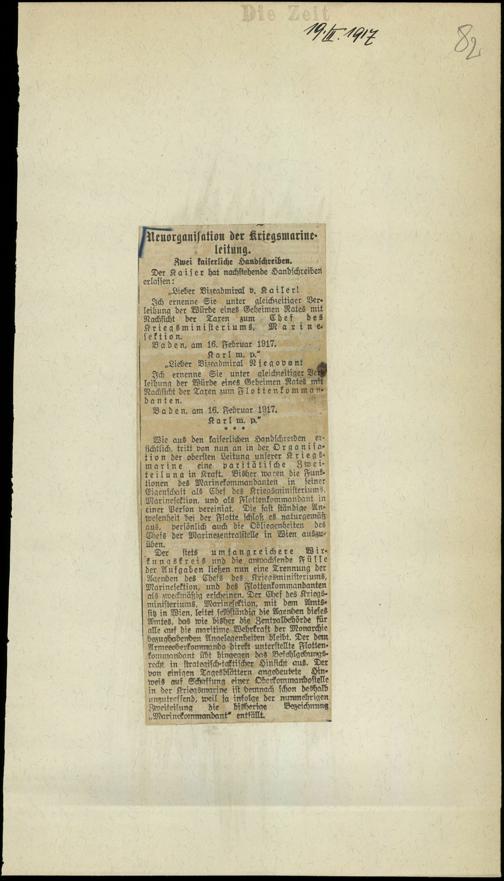 Die Zeit
19./II. 1917
82
Neuorganisation der Kriegsmarine-
leitung.
Zwei kaiserliche Handschreiben.
Der Kaiser hat nachstehende Handschreiben
erlassen:
„Lieber Vizeadmiral v. Kailer!
Ich ernenne Sie unter gleichzeitiger Ver-
leihung der Würde eines Geheimen Rates mit
Nachsicht der Taxen zum Chef des
Kriegsministeriums, Marine-
sektion.
Baden, am 16. Februar 1917.
Karl m. p.“
„Lieber Vizeadmiral Njegovan!
Ich ernenne Sie unter gleichzeitiger Ver-
leihung der Würde eines Geheimen Rates mit
Nachsicht der Taxen zum Flottenkomman-
danten.
Baden, am 16. Februar 1917.
Karl m. p.“
* * *
Wie aus den kaiserlichen Handschreiben er-
sichtlich, tritt von nun an in der Organisa-
tion der obersten Leitung unserer Kriegs-
marine eine paritätische Zwei-
teilung in Kraft. Bisher waren die Funk-
tionen des Marinekommandanten in seiner
Eigenschaft als Chef des Kriegsministeriums,
Marinesektion, und als Flottenkommandant in
einer Person vereinigt. Die fast ständige An-
wesenheit bei der Flotte schloß es naturgemäß
aus, persönlich auch die Obliegenheiten des
Chefs der Marinezentralstelle in Wien auszu-
üben.
Der stets umfangreichere Wir-
kungskreis und die anwachsende Fülle
der Aufgaben ließen nun eine Trennung der
Agenden des Chefs des Kriegsministeriums,
Marinesektion, und des Flottenkommandanten
als zweckmäßig erscheinen. Der Chef des Kriegs-
ministeriums, Marinesektion, mit dem Amts-
sitz in Wien, leitet selbständig die Agenden dieses
Amtes, das wie bisher die Zentralbehörde für
alle auf die maritime Wehrkraft der Monarchie
bezughabenden Angelegenheiten bleibt. Der dem
Armeeoberkommando direkt unterstellte Flotten-
kommandant übt hingegen das Befehlgebungs-
recht in strategisch-taktischer Hinsicht aus. Der
von einigen Tagesblättern angedeutete Hin-
weis auf Schaffung einer Oberkommandostelle
in der Kriegsmarine ist demnach schon deshalb
unzutreffend, weil ja infolge der nunmehrigen
Zweiteilung die bisherige Bezeichnung
„Marinekommandant“ entfällt.